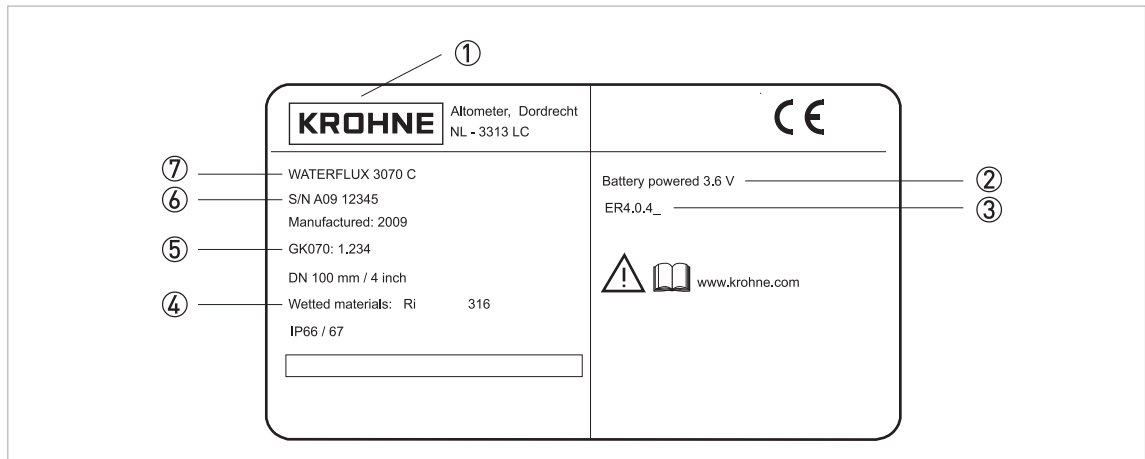 ①
KROHNE
Altometer, Dordrecht
NL - 3313 LC
CE
⑦
WATERFLUX 3070 C
⑥
S/N A09 12345
Manufactured: 2009
⑤
GK070: 1.234
DN 100 mm / 4 inch
④
Wetted materials: Ri 316
IP66 / 67
Battery powered 3.6 V
②
ER4.0.4_
③
www.krohne.com